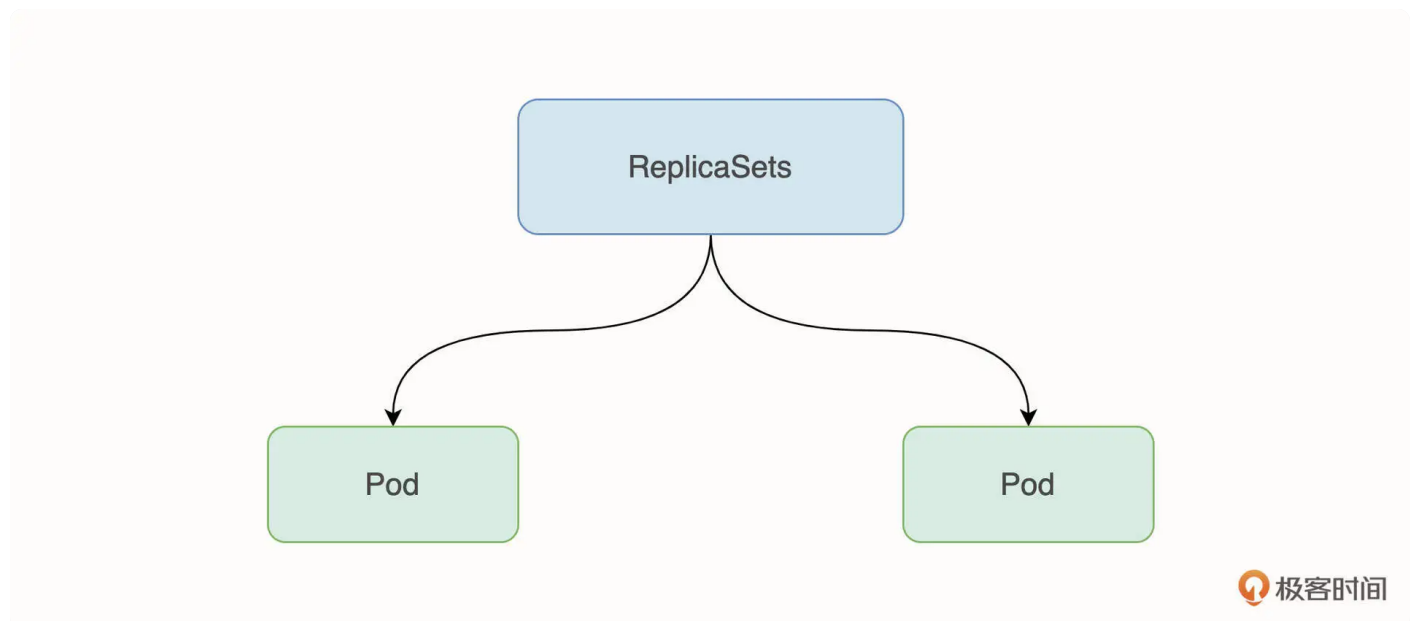 ReplicaSets
Pod
Pod
极客时间